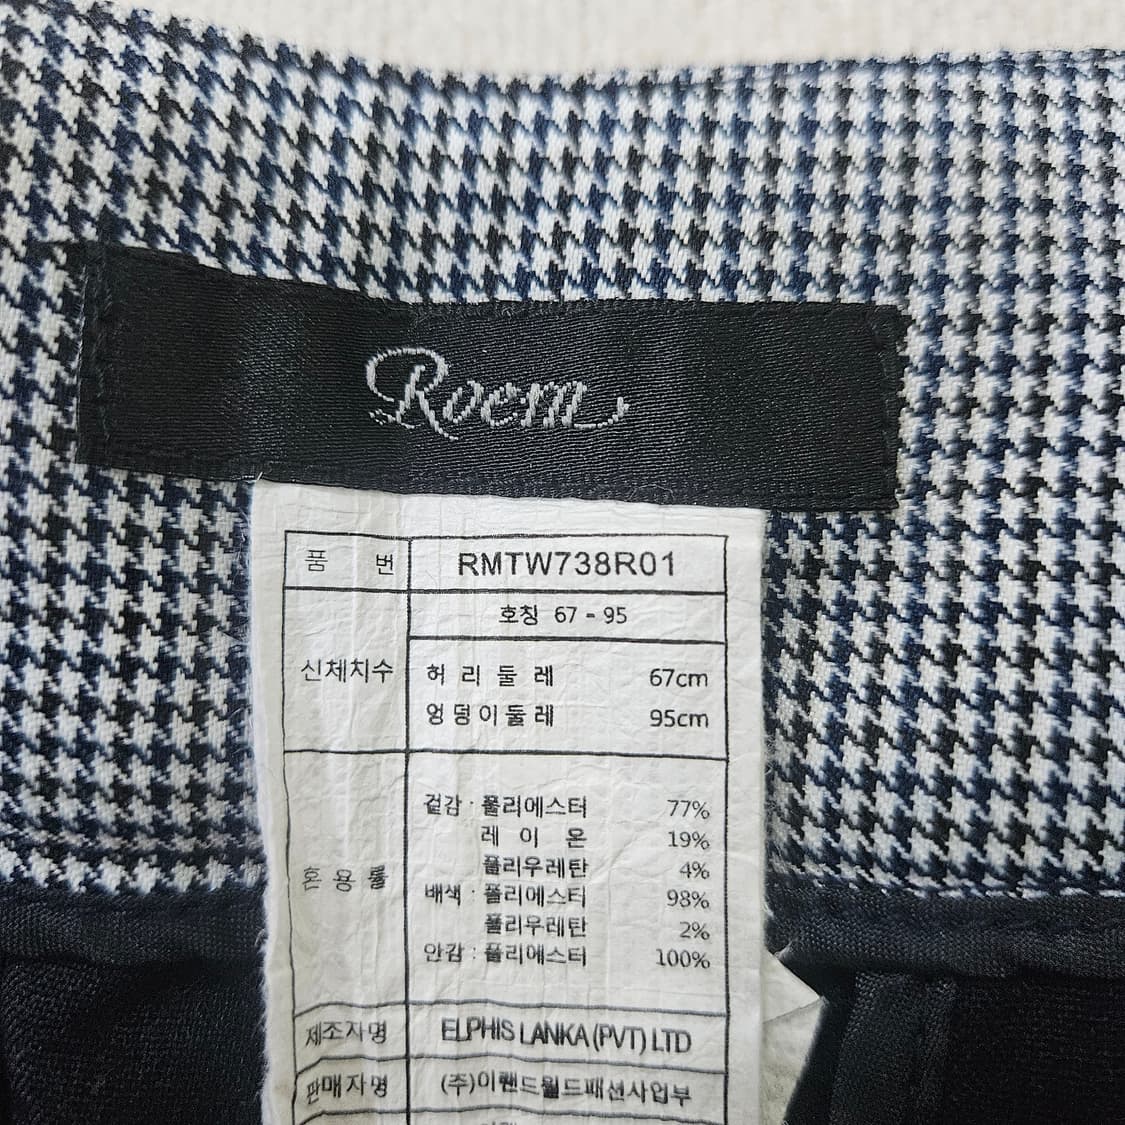 Roem
품 번 RMTW738R01
호칭 67 - 95
신체치수
허 리 둘 레 67cm
엉덩이둘레 95cm
혼 용 률
겉감 : 폴리에스터 77%
레 이 온 19%
폴리우레탄 4%
배색 : 폴리에스터 98%
폴리우레탄 2%
안감 : 폴리에스터 100%
제조자명 ELPHIS LANKA (PVT) LTD
판매자명 (주)이랜드월드패션사업부